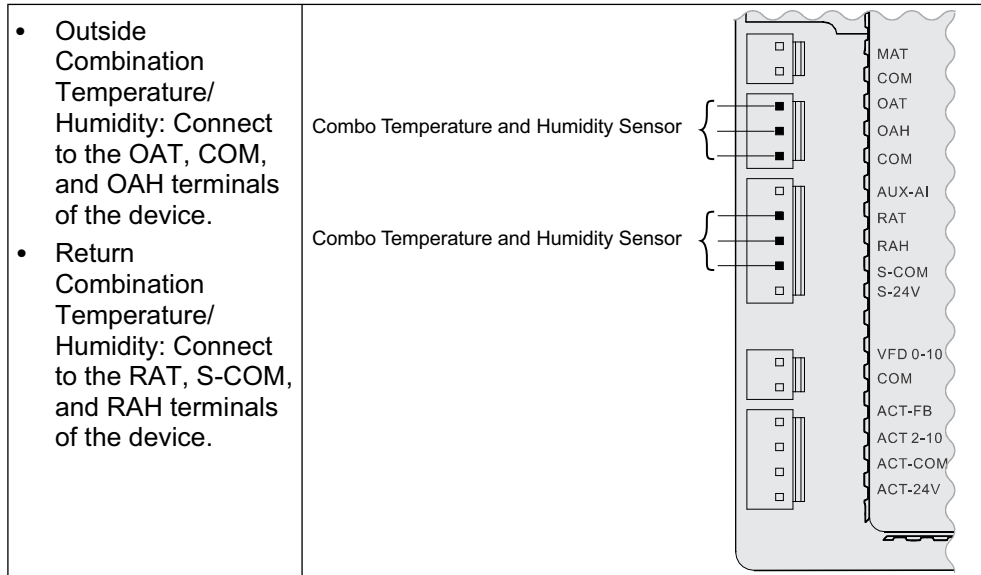 • Outside
Combination
Temperature/
Humidity: Connect
to the OAT, COM,
and OAH terminals
of the device.
• Return
Combination
Temperature/
Humidity: Connect
to the RAT, S-COM,
and RAH terminals
of the device.
Combo Temperature and Humidity Sensor
Combo Temperature and Humidity Sensor
MAT
COM
OAT
OAH
COM
AUX-AI
RAT
RAH
S-COM
S-24V
VFD 0-10
COM
ACT-FB
ACT 2-10
ACT-COM
ACT-24V